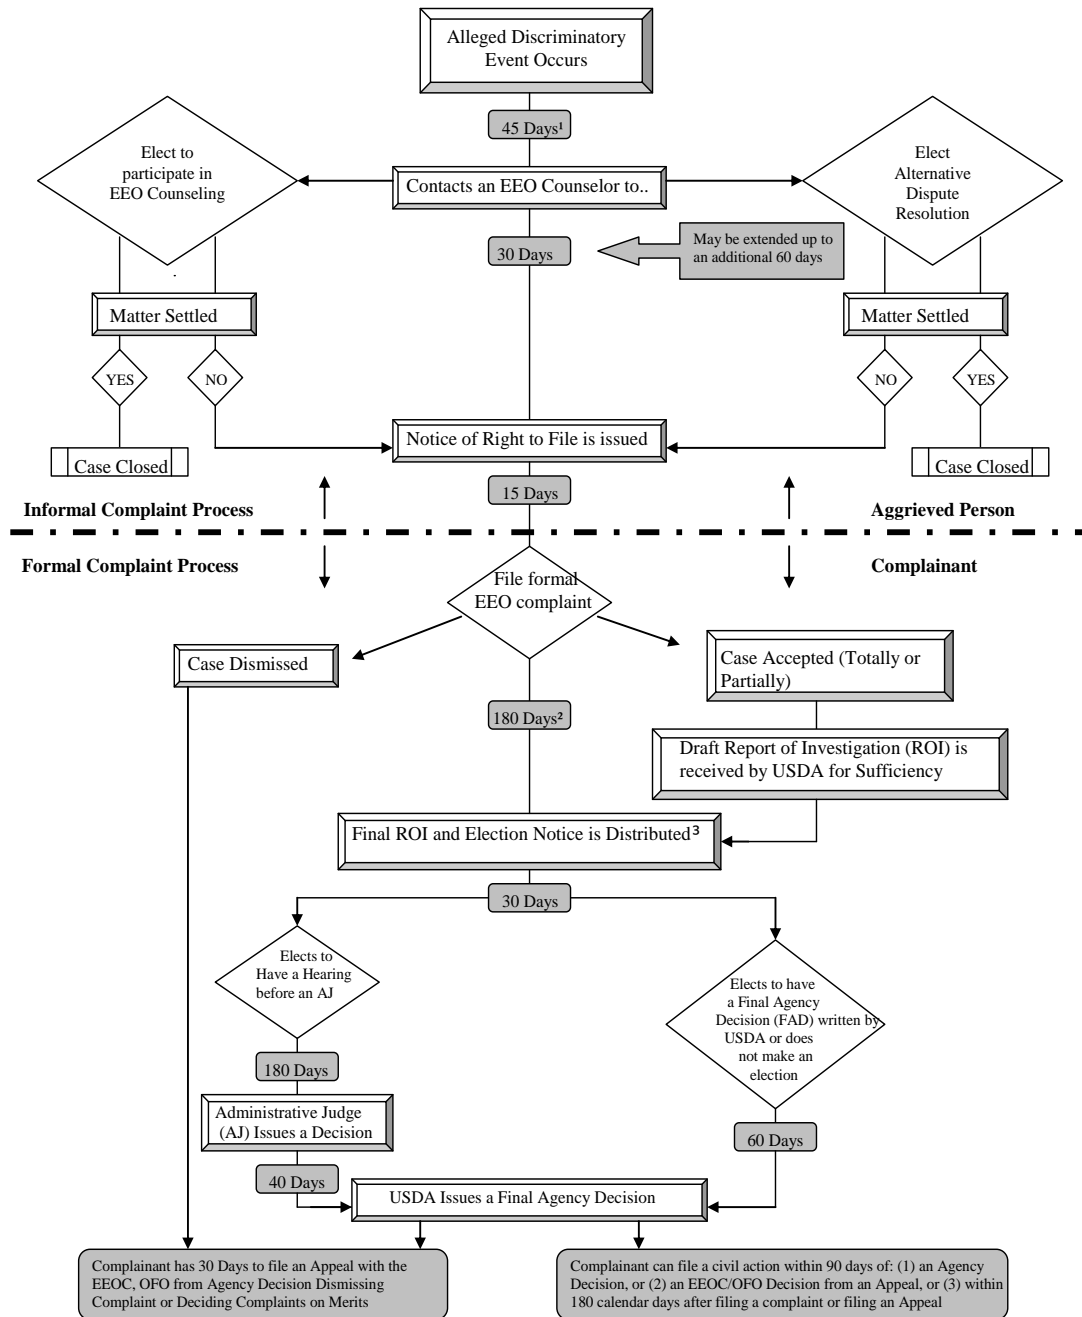 Alleged Discriminatory
Event Occurs
45 Days¹
Elect to
participate in
EEO Counseling
Contacts an EEO Counselor to..
Elect
Alternative
Dispute
Resolution
30 Days
May be extended up to
an additional 60 days
Matter Settled
Matter Settled
YES
NO
NO
YES
Notice of Right to File is issued
Case Closed
Case Closed
15 Days
Informal Complaint Process
Aggrieved Person
Formal Complaint Process
Complainant
File formal
EEO complaint
Case Dismissed
Case Accepted (Totally or
Partially)
180 Days²
Draft Report of Investigation (ROI) is
received by USDA for Sufficiency
Final ROI and Election Notice is Distributed³
30 Days
Elects to
Have a Hearing
before an AJ
Elects to have
a Final Agency
Decision (FAD) written by
USDA or does
not make an
election
180 Days
Administrative Judge
(AJ) Issues a Decision
60 Days
40 Days
USDA Issues a Final Agency Decision
Complainant has 30 Days to file an Appeal with the
EEOC, OFO from Agency Decision Dismissing
Complaint or Deciding Complaints on Merits
Complainant can file a civil action within 90 days of: (1) an Agency
Decision, or (2) an EEOC/OFO Decision from an Appeal, or (3) within
180 calendar days after filing a complaint or filing an Appeal